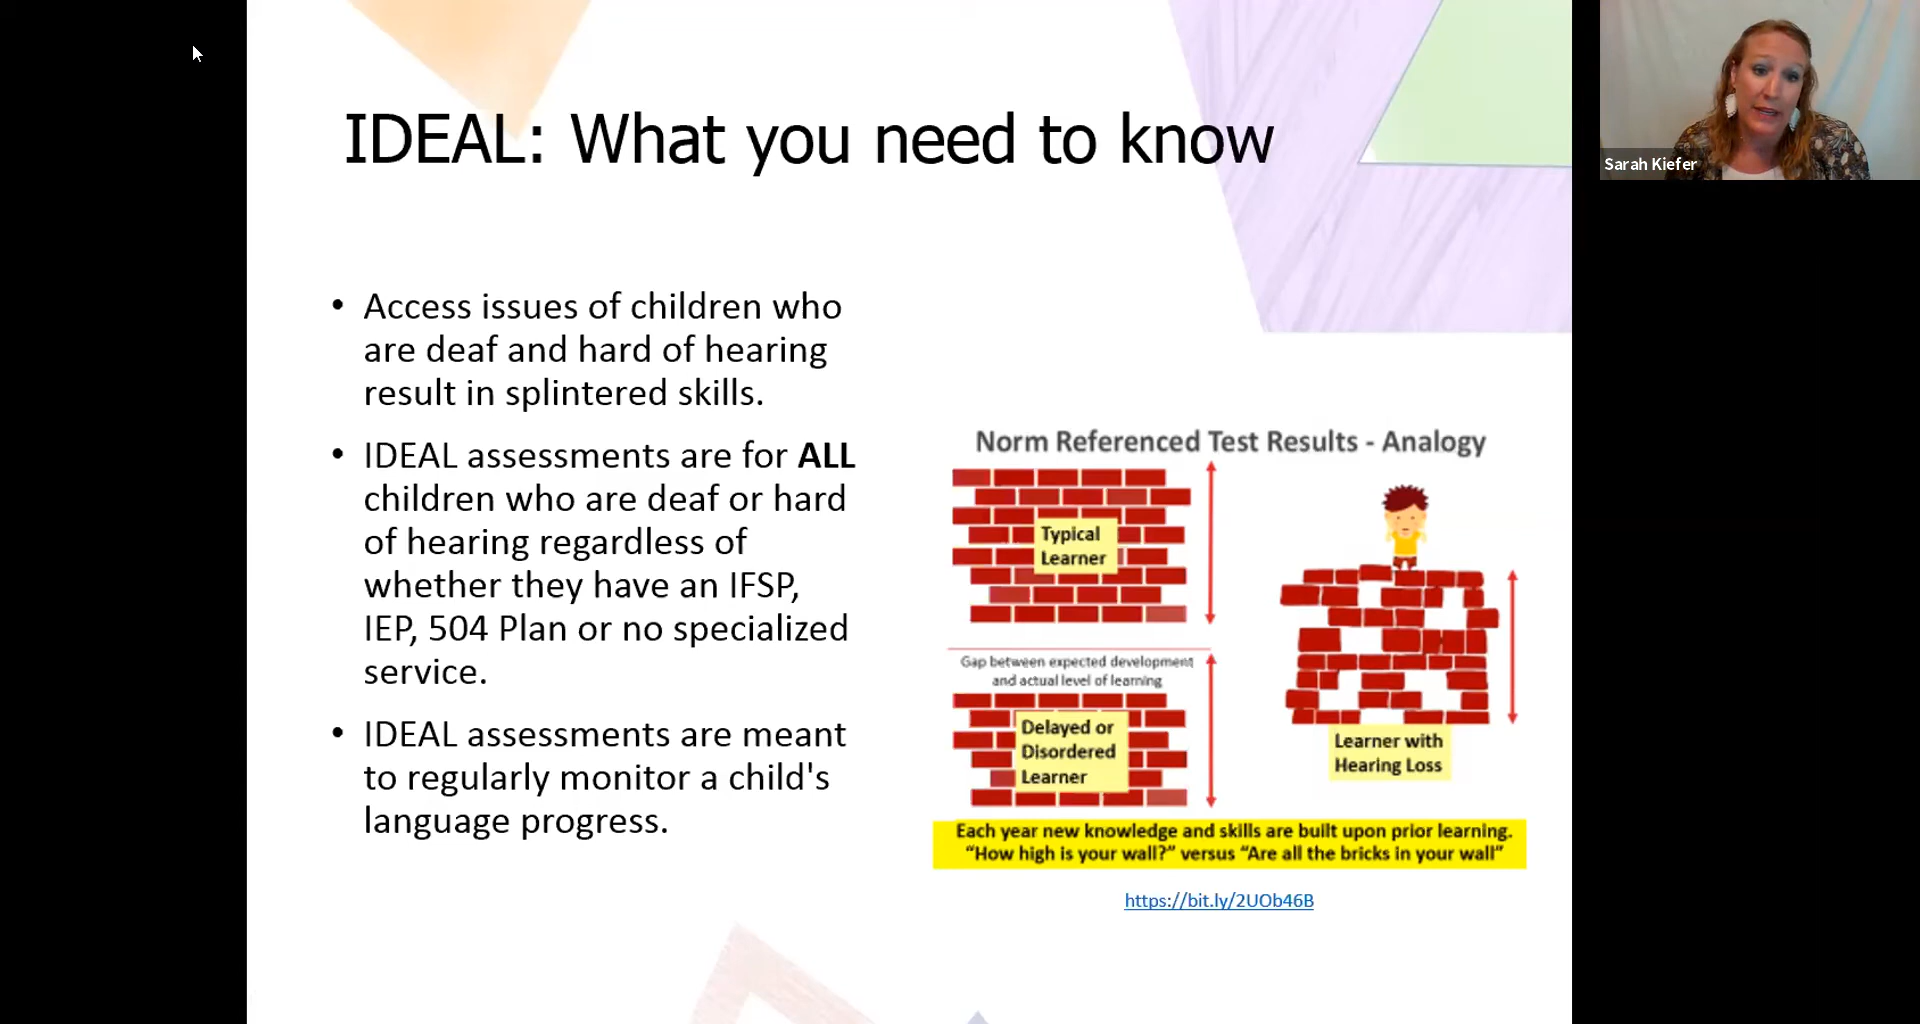 IDEAL: What you need to know
Sarah Kiefer
• Access issues of children who
are deaf and hard of hearing
result in splintered skills.
• IDEAL assessments are for ALL
children who are deaf or hard
of hearing regardless of
whether they have an IFSP,
IEP, 504 Plan or no specialized
service.
• IDEAL assessments are meant
to regularly monitor a child's
language progress.
Norm Referenced Test Results - Analogy
Typical
Learner
Gap between expected development
and actual level of learning
Delayed or
Disordered
Learner
Learner with
Hearing Loss
Each year new knowledge and skills are built upon prior learning.
“How high is your wall?” versus “Are all the bricks in your wall”
https://bit.ly/2UOb46B